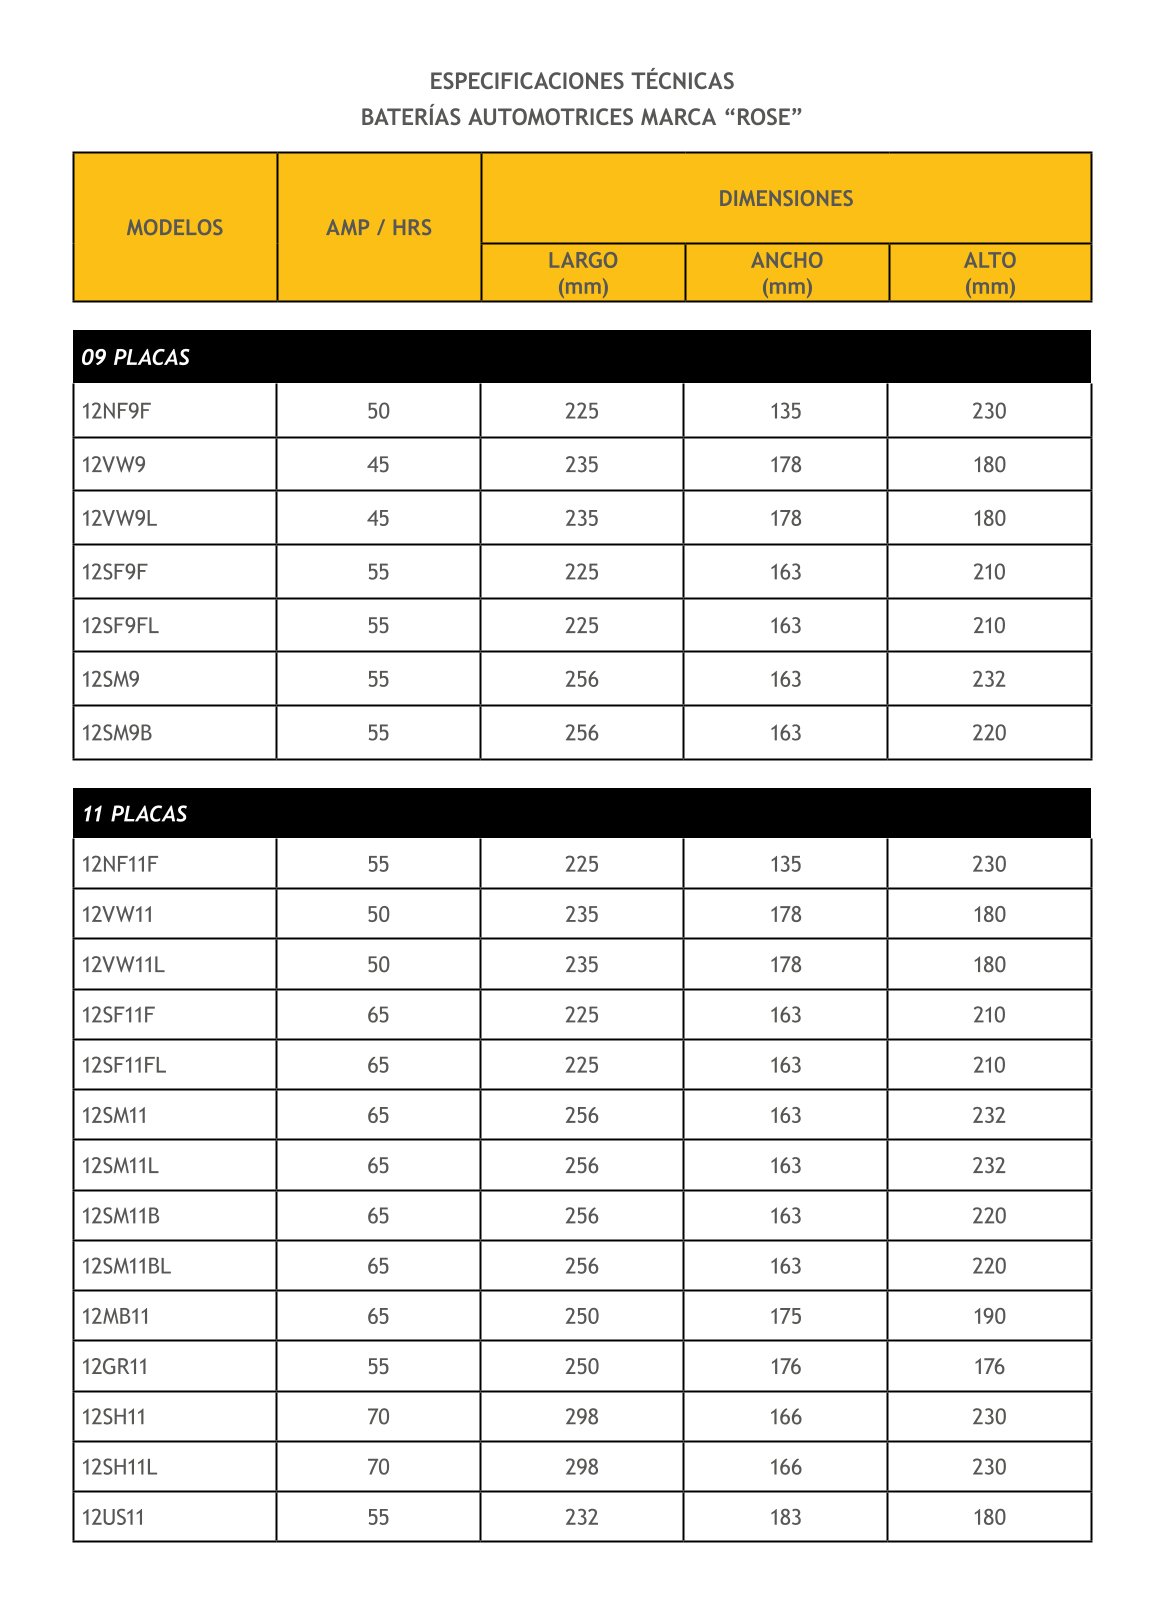 ESPECIFICACIONES TÉCNICAS
BATERÍAS AUTOMOTRICES MARCA “ROSE”
MODELOS AMP / HRS DIMENSIONES
LARGO (mm) ANCHO (mm) ALTO (mm)
09 PLACAS
12NF9F 50 225 135 230
12VW9 45 235 178 180
12VW9L 45 235 178 180
12SF9F 55 225 163 210
12SF9FL 55 225 163 210
12SM9 55 256 163 232
12SM9B 55 256 163 220
11 PLACAS
12NF11F 55 225 135 230
12VW11 50 235 178 180
12VW11L 50 235 178 180
12SF11F 65 225 163 210
12SF11FL 65 225 163 210
12SM11 65 256 163 232
12SM11L 65 256 163 232
12SM11B 65 256 163 220
12SM11BL 65 256 163 220
12MB11 65 250 175 190
12GR11 55 250 176 176
12SH11 70 298 166 230
12SH11L 70 298 166 230
12US11 55 232 183 180